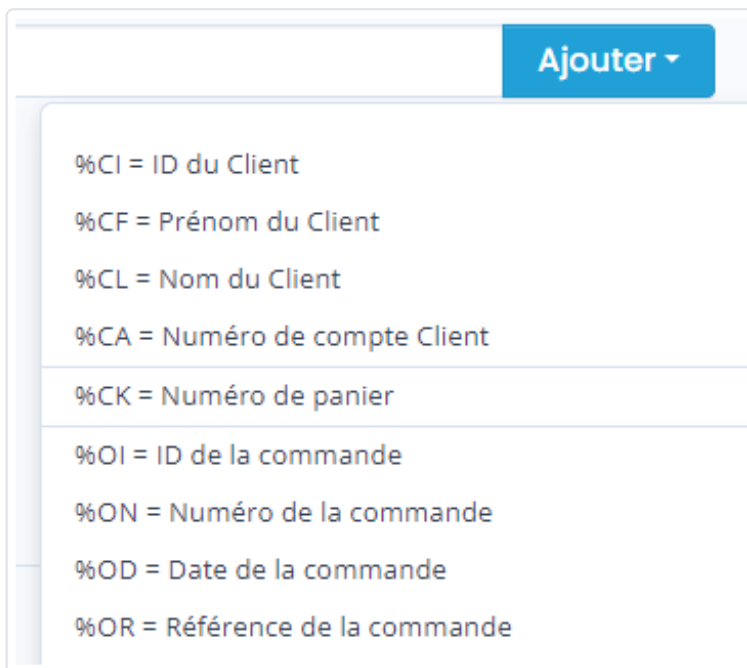 Ajouter
%CI = ID du Client
%CF = Prénom du Client
%CL = Nom du Client
%CA = Numéro de compte Client
%CK = Numéro de panier
%OI = ID de la commande
%ON = Numéro de la commande
%OD = Date de la commande
%OR = Référence de la commande